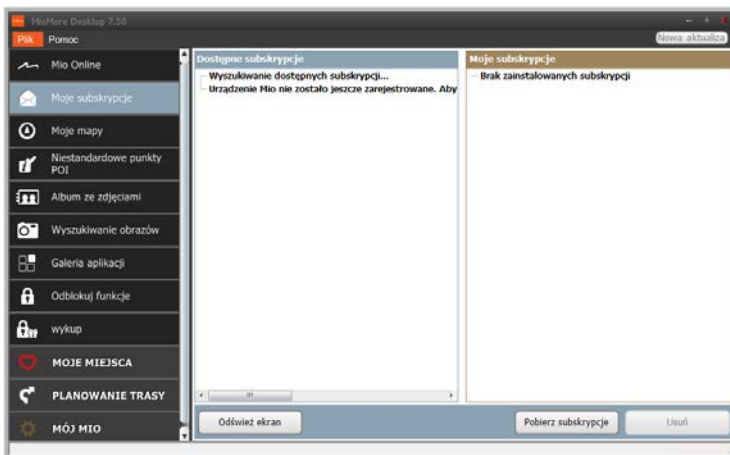 MioMore Desktop 7.50
Plik Pomoc
Nowa aktualiza
Mio Online
Moje subskrypcje
Moje mapy
Niestandardowe punkty
POI
Album ze zdjęciami
Wyszukiwanie obrazów
Galeria aplikacji
Odblokuj funkcje
wykup
MOJE MIEJSCA
PLANOWANIE TRASY
MÓJ MIO
Dostępne subskrypcje
Wyszukiwanie dostępnych subskrypcji...
Urządzenie Mio nie zostało jeszcze zarejestrowane. Aby
Odśwież ekran
Moje subskrypcje
Brak zainstalowanych subskrypcji
Pobierz subskrypcje
Usuń